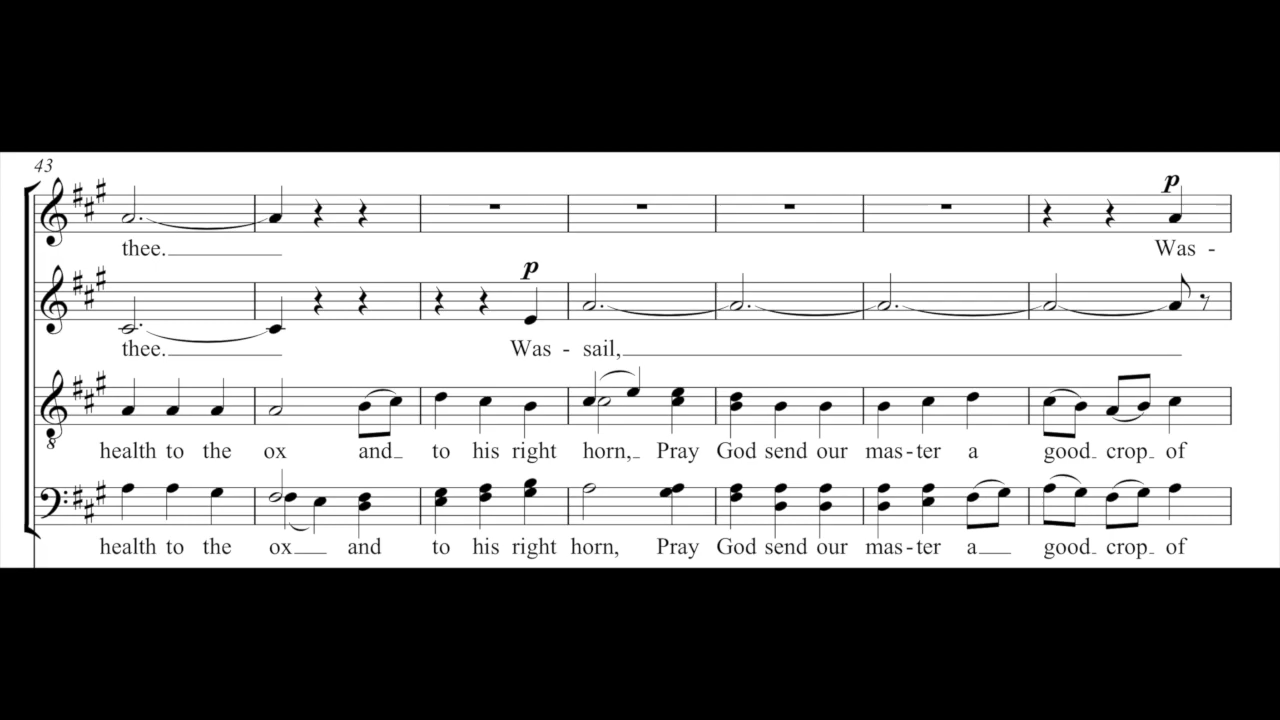 43
p
thee. Was -
p
thee. Was - sail,
health to the ox and to his right horn, Pray God send our mas-ter a good crop of
8
health to the ox and to his right horn, Pray God send our mas-ter a good crop of